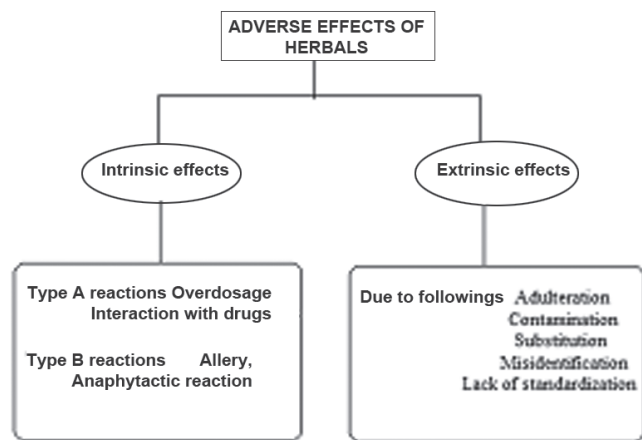 ADVERSE EFFECTS OF
HERBALS
Intrinsic effects
Extrinsic effects
Type A reactions Overdosage
Interaction with drugs
Type B reactions Allery,
Anaphytactic reaction
Due to followings Adulteration
Contamination
Substitution
Misidentification
Lack of standardization